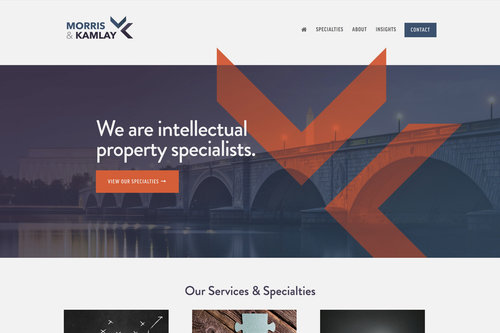 MORRIS
& KAMLAY
SPECIALTIES ABOUT INSIGHTS CONTACT
We are intellectual
property specialists.
VIEW OUR SPECIALTIES →
Our Services & Specialties